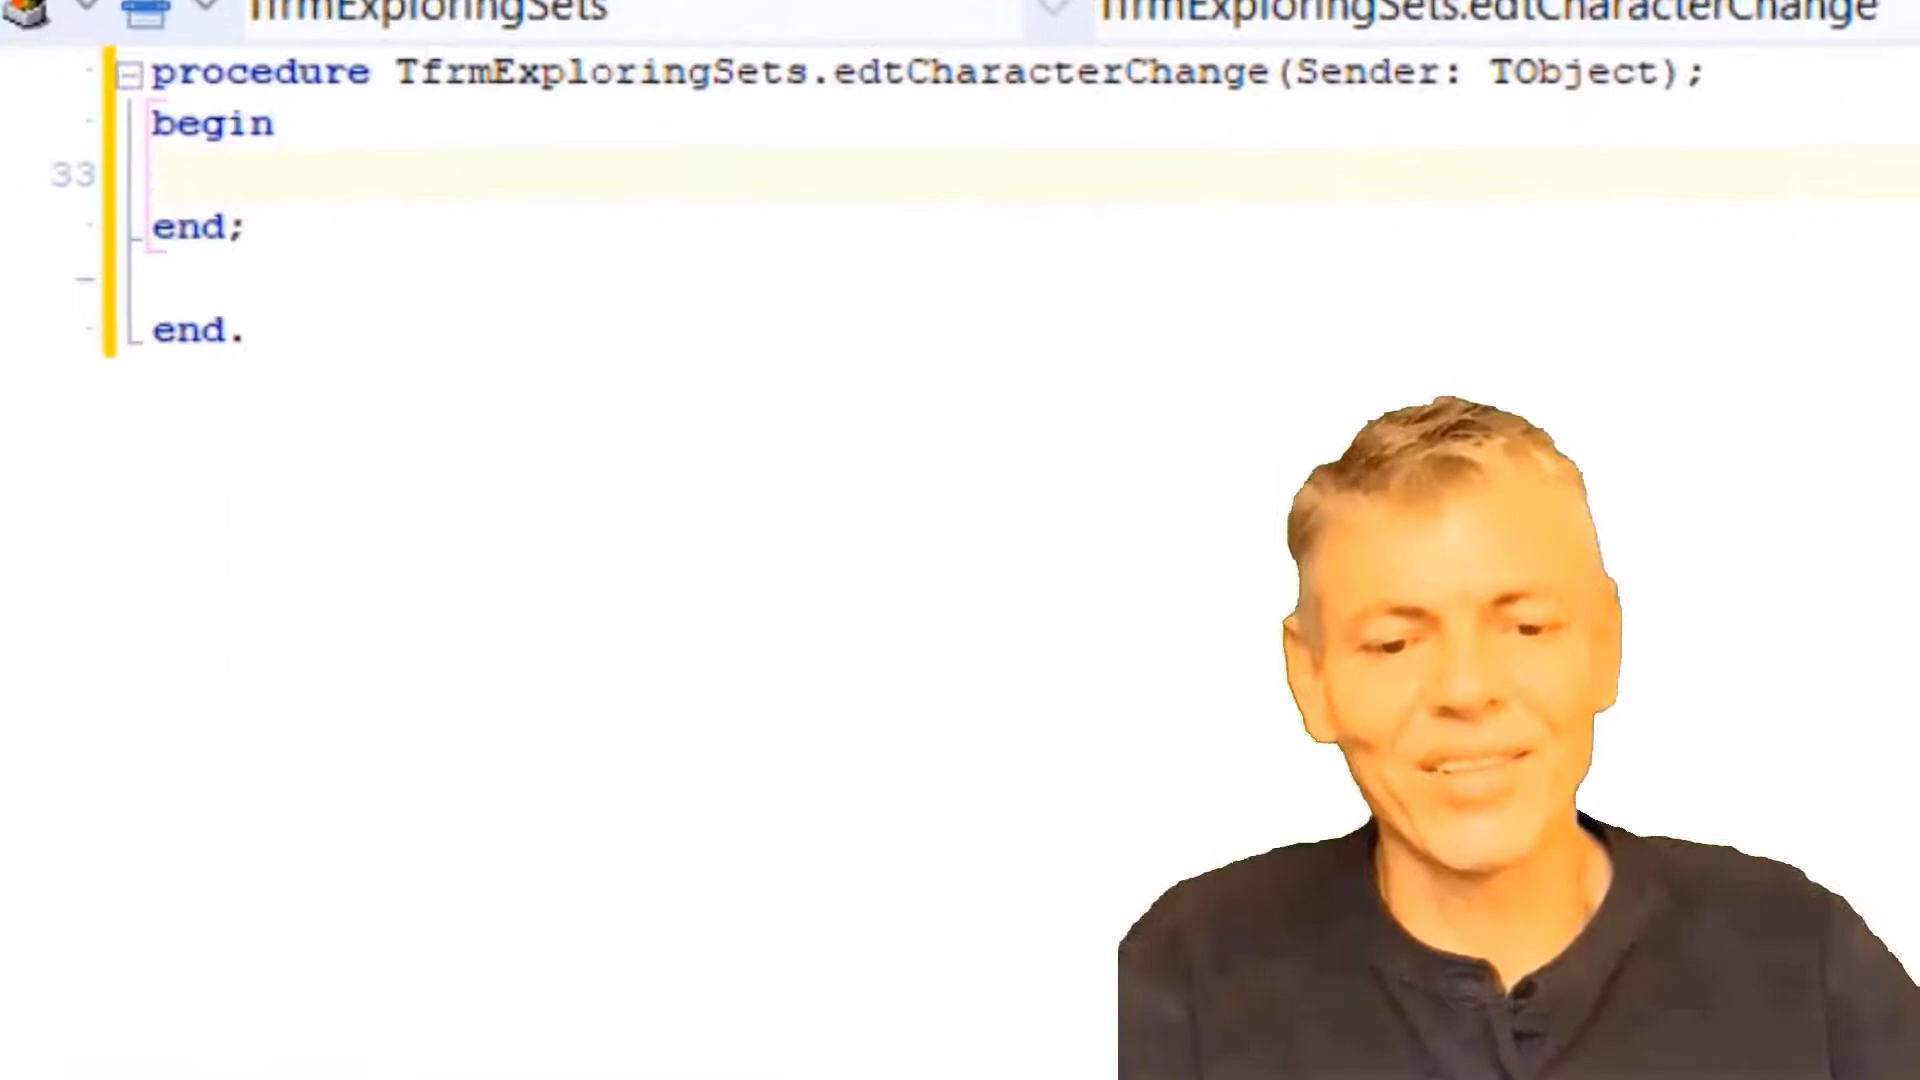 TfrmExploringSets TfrmExploringSets.edtCharacterChange
procedure TfrmExploringSets.edtCharacterChange(Sender: TObject);
begin
33
end;
end.